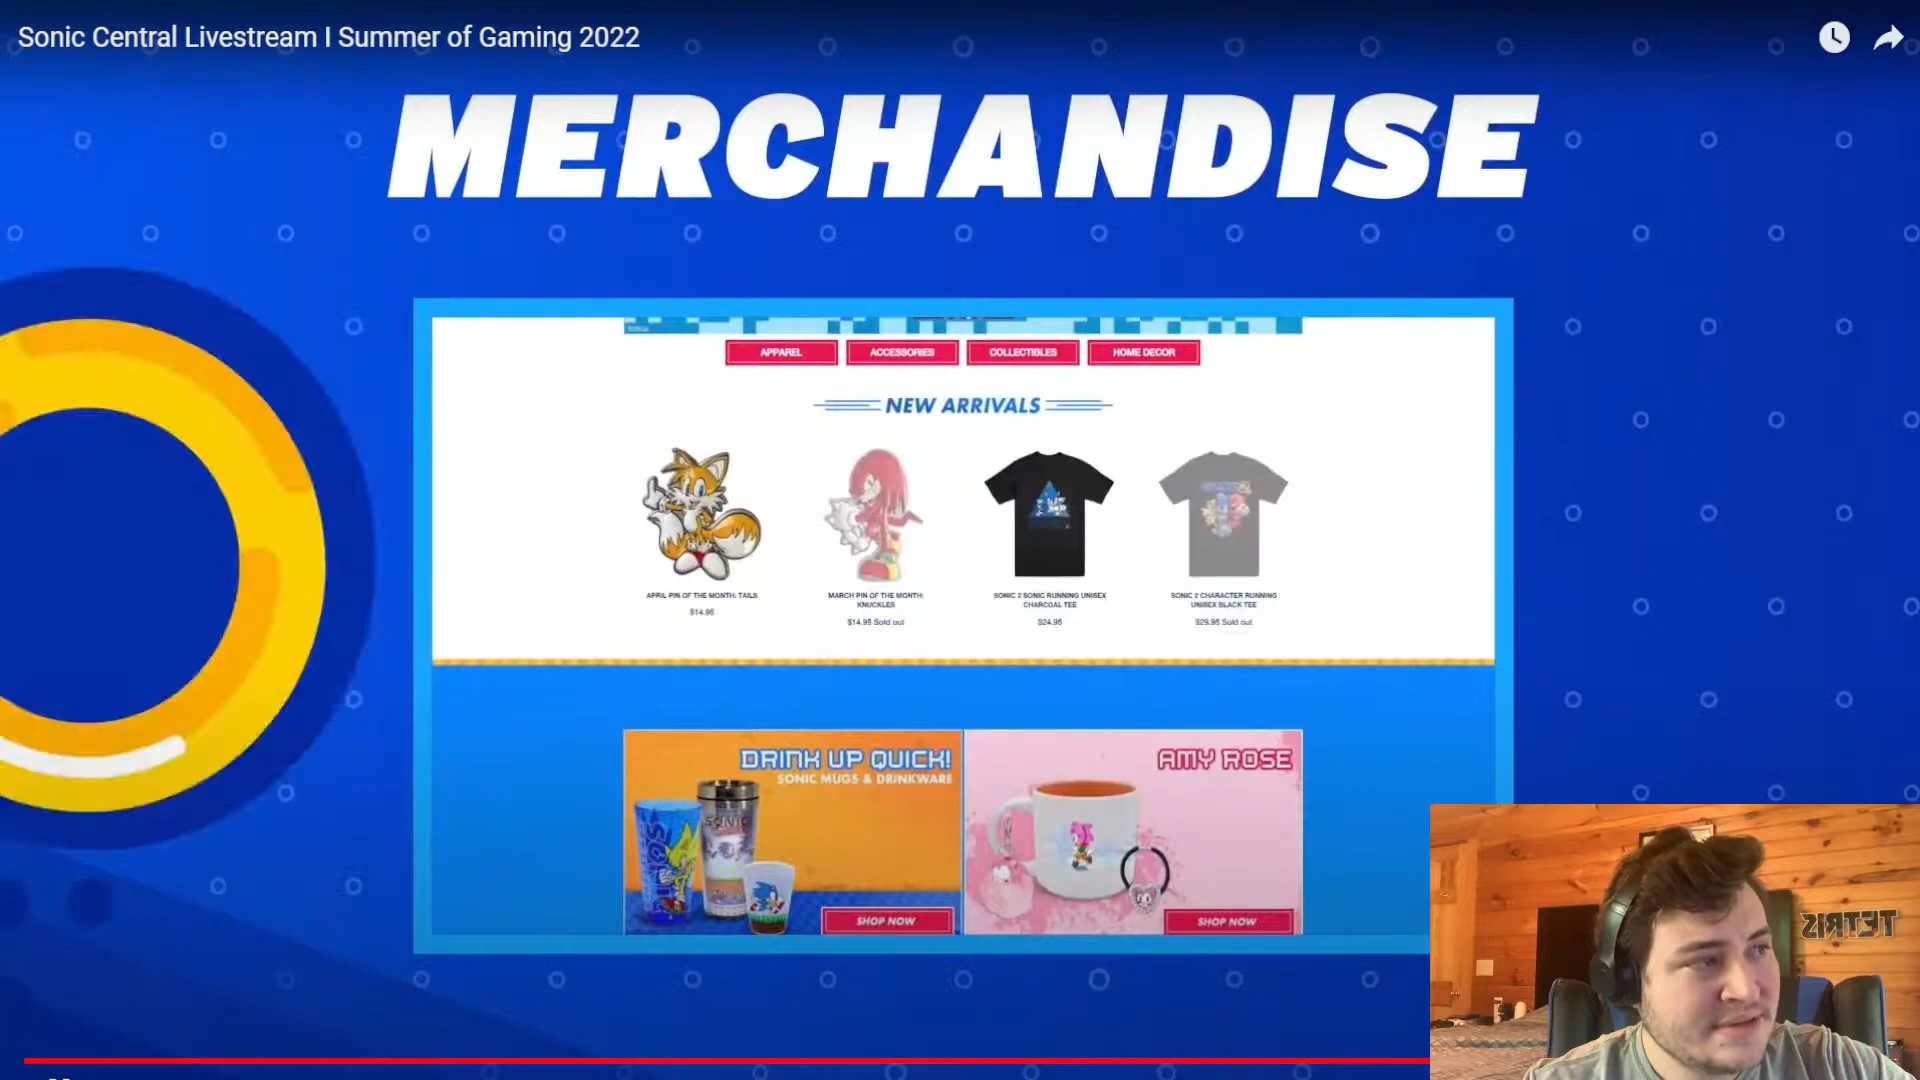 Sonic Central Livestream I Summer of Gaming 2022
MERCHANDISE
APPAREL
ACCESSORIES
COLLECTIBLES
HOME DECOR
NEW ARRIVALS
APRIL PIN OF THE MONTH: TAILS
$14.95
MARCH PIN OF THE MONTH:
KNUCKLES
$14.95 Sold out
SONIC 2 SONIC RUNNING UNISEX
CHARCOAL TEE
$24.95
SONIC 2 CHARACTER RUNNING
UNISEX BLACK TEE
$29.95 Sold out
DRINK UP QUICK!
SONIC MUGS & DRINKWARE
SONIC
SONIC
SHOP NOW
AMY ROSE
SHOP NOW
TETRIS